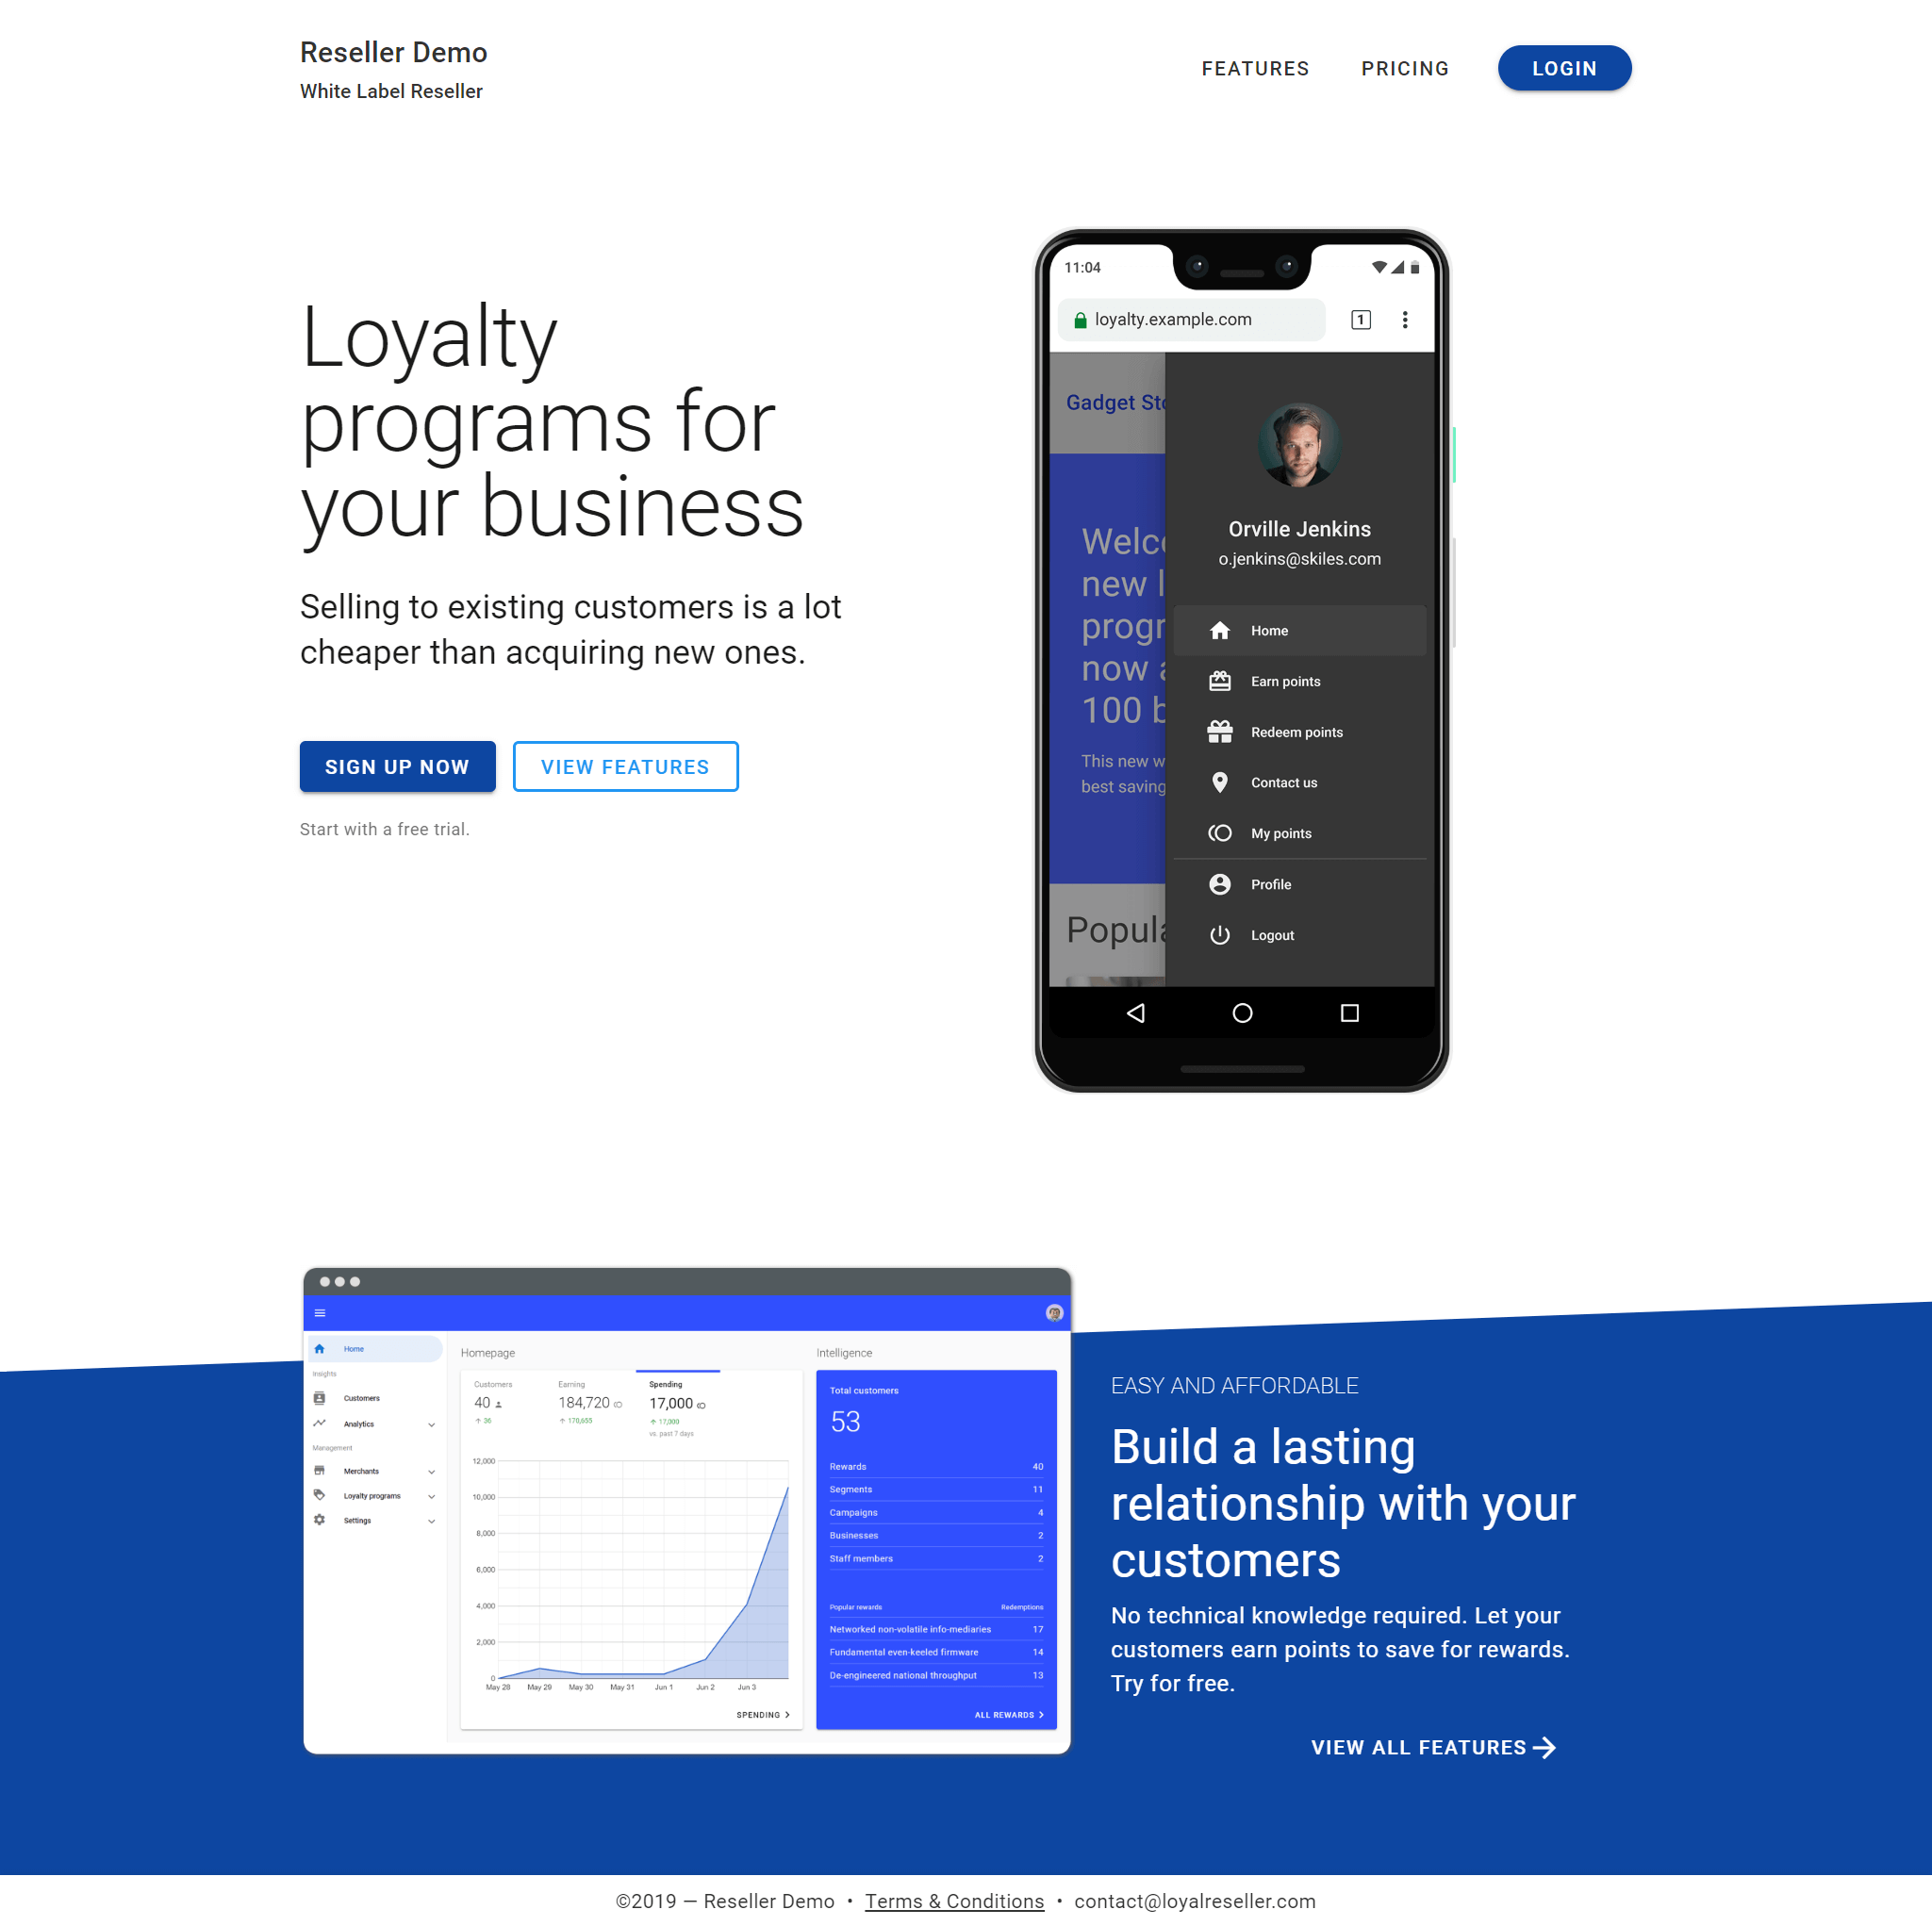 Reseller Demo
White Label Reseller
FEATURES
PRICING
LOGIN
Loyalty
programs for
your business
Selling to existing customers is a lot
cheaper than acquiring new ones.
SIGN UP NOW
VIEW FEATURES
Start with a free trial.
11:04
loyalty.example.com
1
Gadget Sto
Welco
new l
progr
now a
100 b
This new w
best saving
Popula
Orville Jenkins
o.jenkins@skiles.com
Home
Earn points
Redeem points
Contact us
My points
Profile
Logout
Home
Insights
Customers
Analytics
Management
Merchants
Loyalty programs
Settings
Homepage
Customers
40
36
Earning
184,720
170,655
Spending
17,000
17,000
vs. past 7 days
12,000
10,000
8,000
6,000
4,000
2,000
0
May 28 May 29 May 30 May 31 Jun 1 Jun 2 Jun 3
SPENDING
Intelligence
Total customers
53
Rewards 40
Segments 11
Campaigns 4
Businesses 2
Staff members 2
Popular rewards Redemptions
Networked non-volatile info-mediaries 17
Fundamental even-keeled firmware 14
De-engineered national throughput 13
ALL REWARDS
EASY AND AFFORDABLE
Build a lasting
relationship with your
customers
No technical knowledge required. Let your
customers earn points to save for rewards.
Try for free.
VIEW ALL FEATURES
©2019 — Reseller Demo • Terms & Conditions • contact@loyalreseller.com